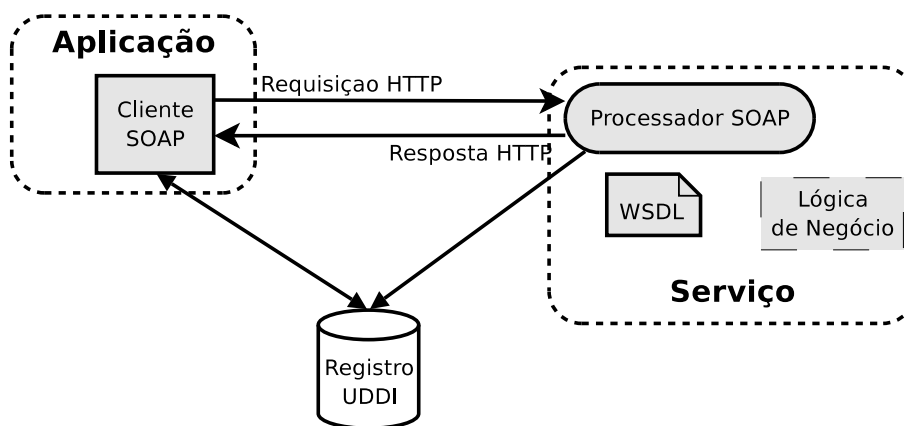 Aplicação
Cliente
SOAP
Requisiçao HTTP
Resposta HTTP
Processador SOAP
WSDL
Lógica
de Negócio
Serviço
Registro
UDDI